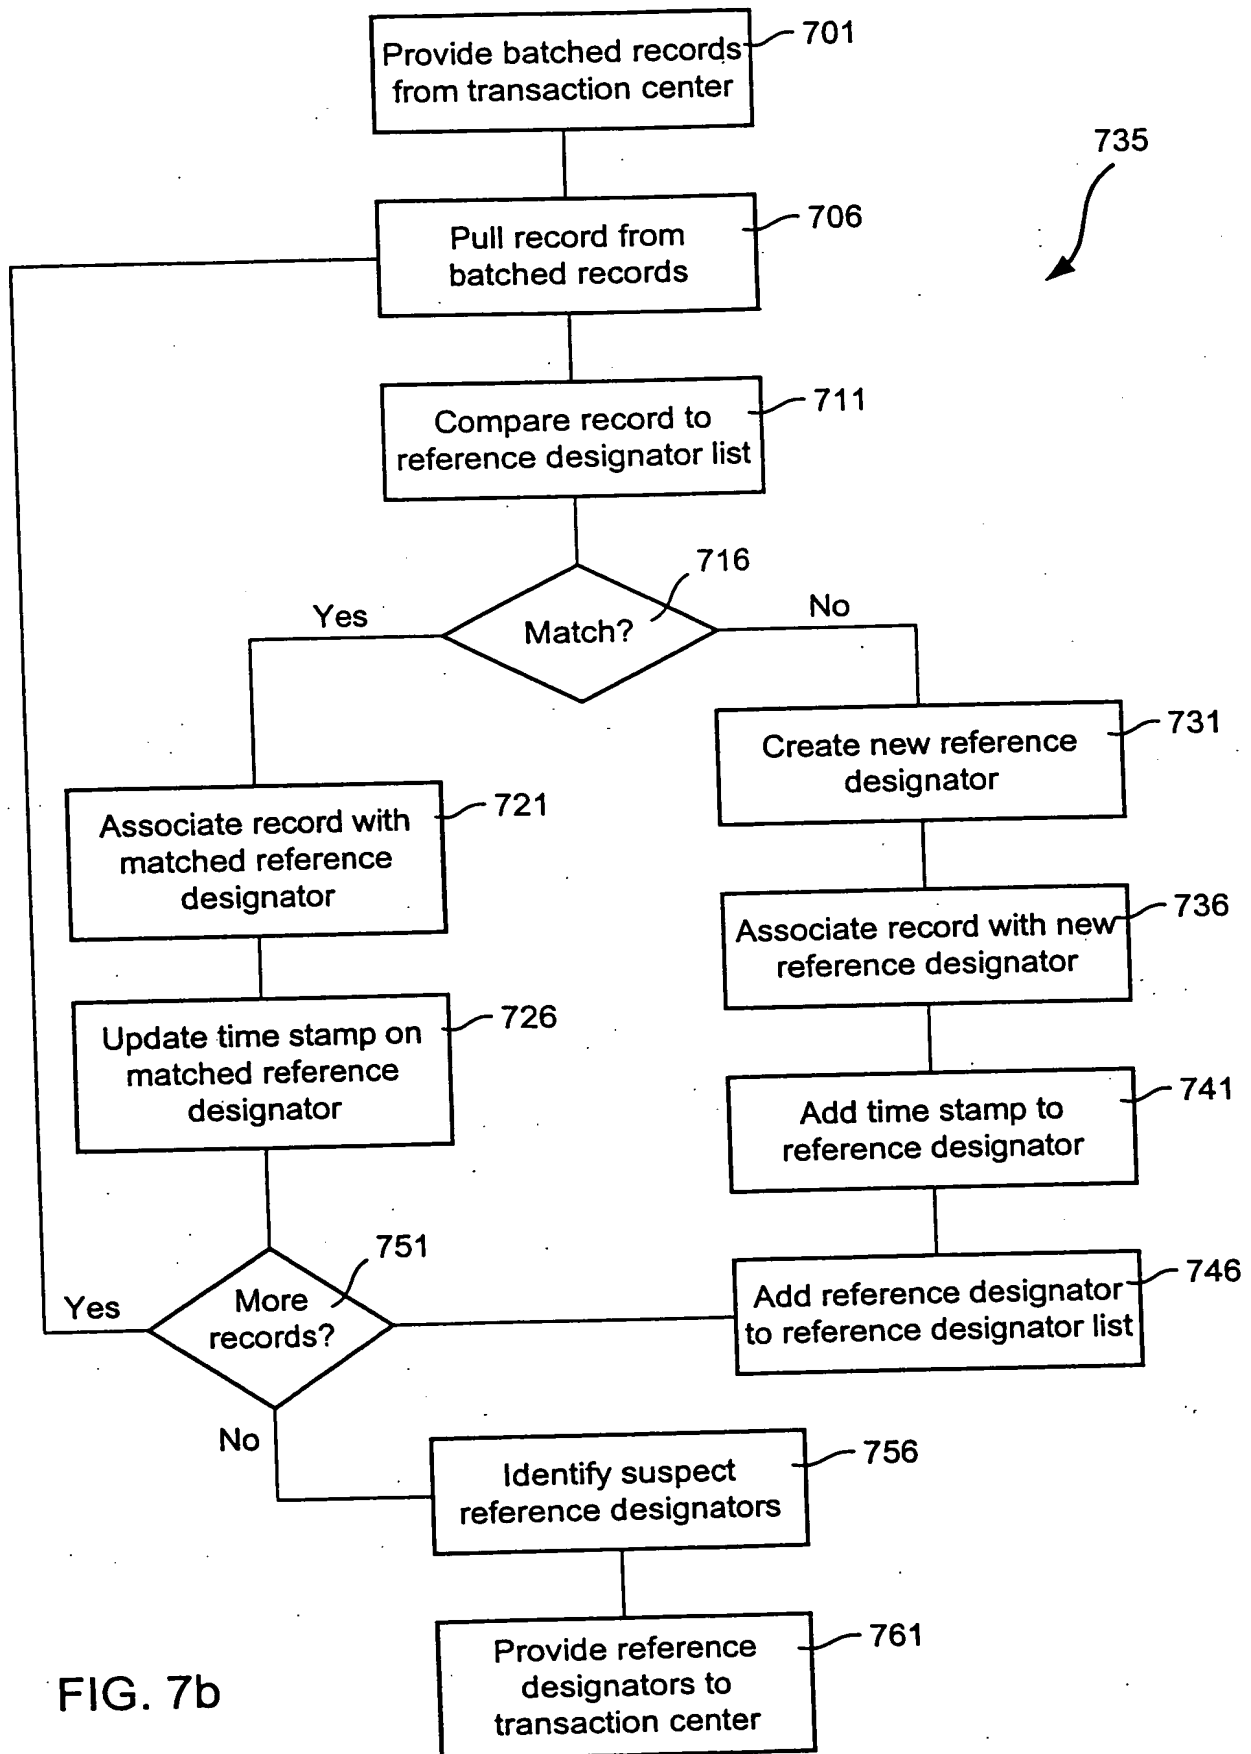 Provide batched records
from transaction center
701
735
Pull record from
batched records
706
Compare record to
reference designator list
711
Match?
716
Yes
No
Associate record with
matched reference
designator
721
Create new reference
designator
731
Associate record with new
reference designator
736
Update time stamp on
matched reference
designator
726
Add time stamp to
reference designator
741
More
records?
751
Yes
No
Add reference designator
to reference designator list
746
Identify suspect
reference designators
756
Provide reference
designators to
transaction center
761
FIG. 7b